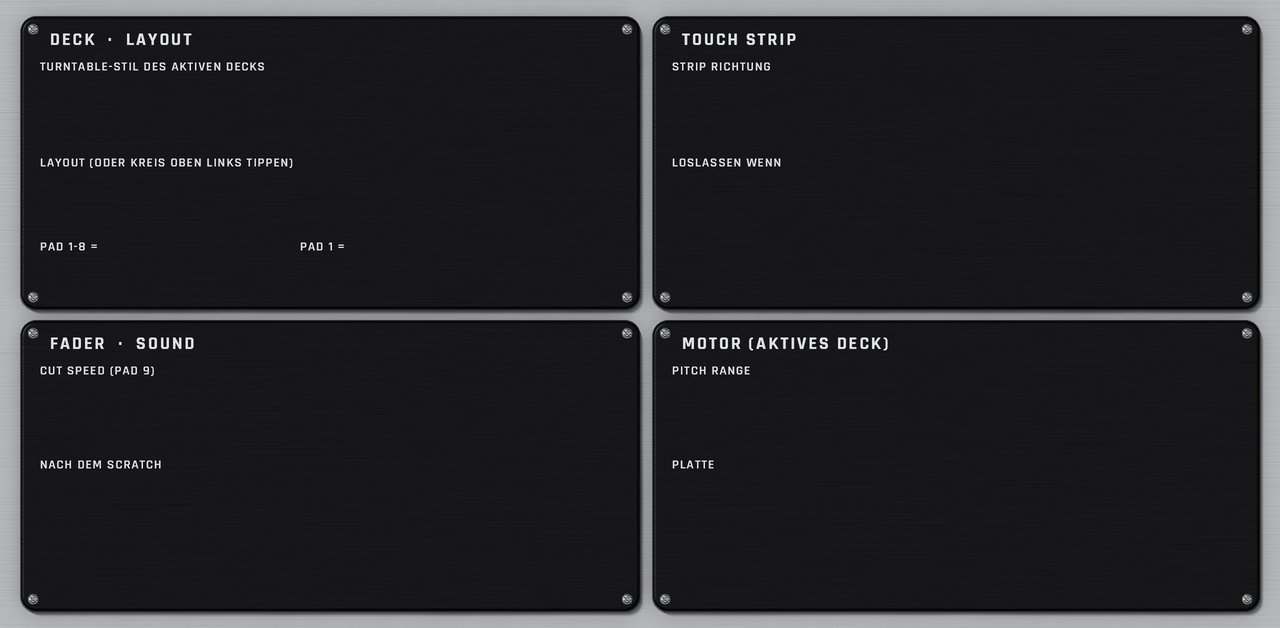 DECK · LAYOUT
TURNTABLE-STIL DES AKTIVEN DECKS
LAYOUT (ODER KREIS OBEN LINKS TIPPEN)
PAD 1-8 = PAD 1 =
TOUCH STRIP
STRIP RICHTUNG
LOSLASSEN WENN
FADER · SOUND
CUT SPEED (PAD 9)
NACH DEM SCRATCH
MOTOR (AKTIVES DECK)
PITCH RANGE
PLATTE